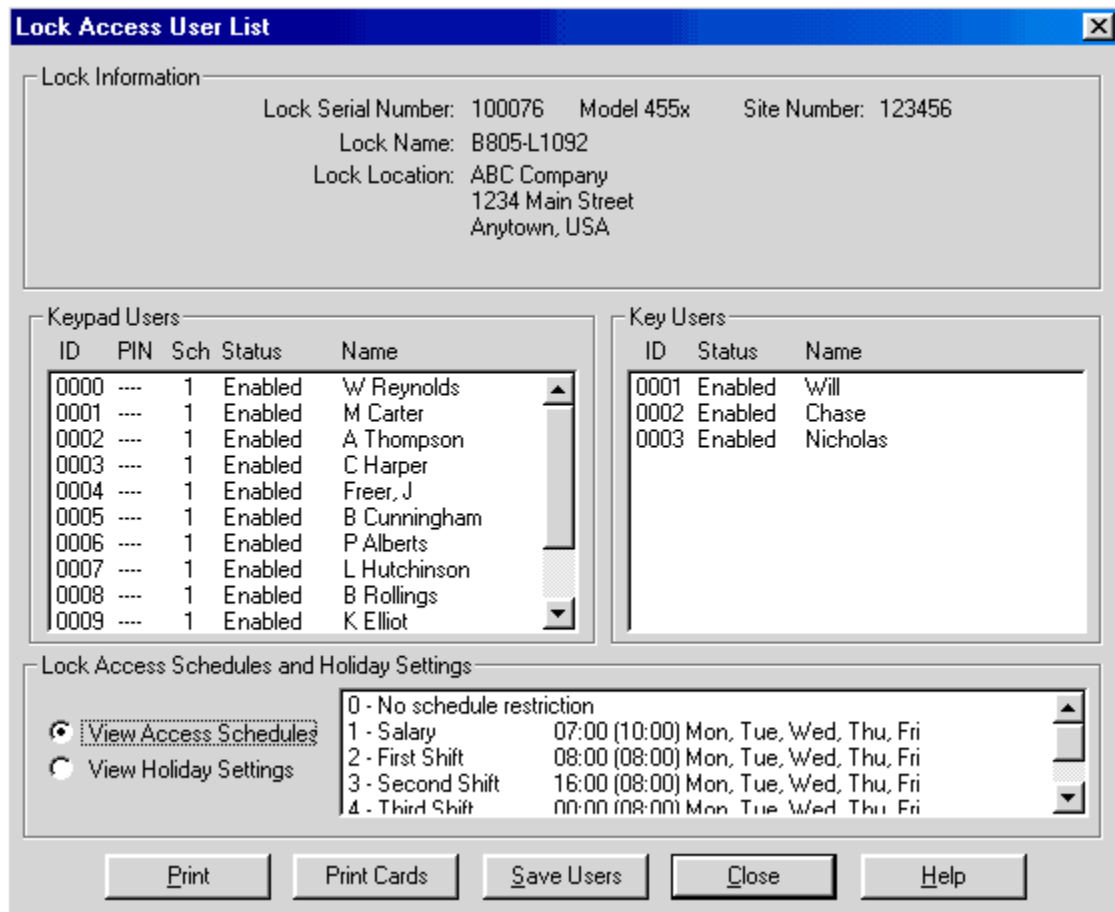 Lock Access User List
Lock Information
Lock Serial Number: 100076 Model 455x Site Number: 123456
Lock Name: B805-L1092
Lock Location: ABC Company
1234 Main Street
Anytown, USA
Keypad Users
ID PIN Sch Status Name
0000 ---- 1 Enabled W Reynolds
0001 ---- 1 Enabled M Carter
0002 ---- 1 Enabled A Thompson
0003 ---- 1 Enabled C Harper
0004 ---- 1 Enabled Freer, J
0005 ---- 1 Enabled B Cunningham
0006 ---- 1 Enabled P Alberts
0007 ---- 1 Enabled L Hutchinson
0008 ---- 1 Enabled B Rollings
0009 ---- 1 Enabled K Elliot
Key Users
ID Status Name
0001 Enabled Will
0002 Enabled Chase
0003 Enabled Nicholas
Lock Access Schedules and Holiday Settings
View Access Schedules
View Holiday Settings
0 - No schedule restriction
1 - Salary 07:00 (10:00) Mon, Tue, Wed, Thu, Fri
2 - First Shift 08:00 (08:00) Mon, Tue, Wed, Thu, Fri
3 - Second Shift 16:00 (08:00) Mon, Tue, Wed, Thu, Fri
4 - Third Shift 00:00 (08:00) Mon, Tue, Wed, Thu, Fri
Print
Print Cards
Save Users
Close
Help